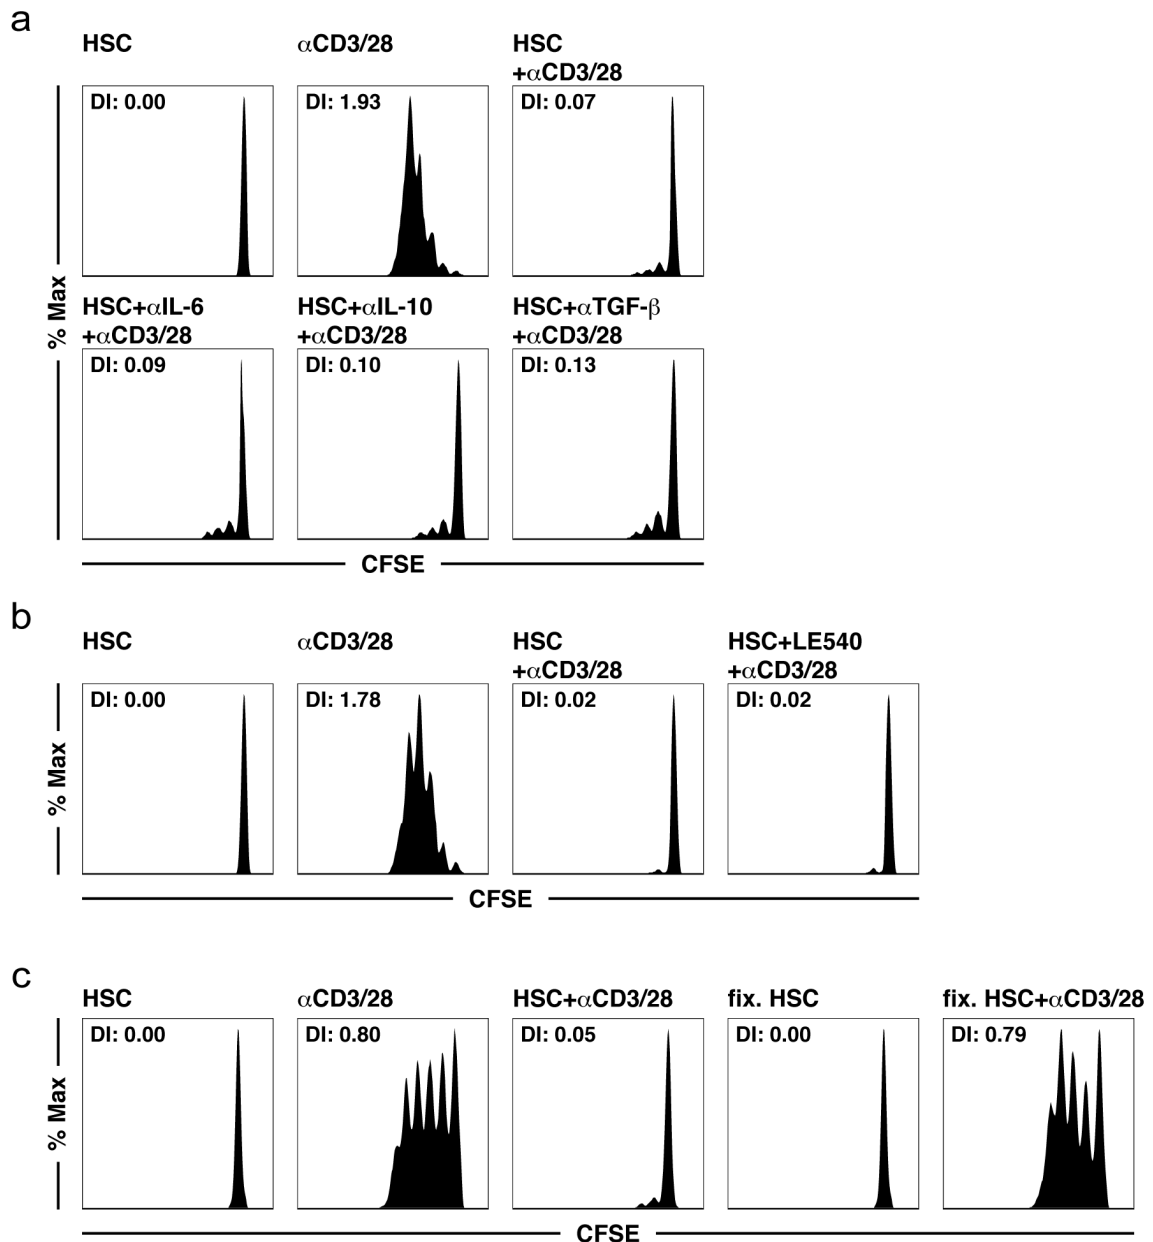 a
HSC
αCD3/28
HSC
+αCD3/28
DI: 0.00
DI: 1.93
DI: 0.07
HSC+αIL-6
+αCD3/28
HSC+αIL-10
+αCD3/28
HSC+αTGF-β
+αCD3/28
DI: 0.09
DI: 0.10
DI: 0.13
% Max
CFSE
b
HSC
αCD3/28
HSC
+αCD3/28
HSC+LE540
+αCD3/28
DI: 0.00
DI: 1.78
DI: 0.02
DI: 0.02
% Max
CFSE
c
HSC
αCD3/28
HSC+αCD3/28
fix. HSC
fix. HSC+αCD3/28
DI: 0.00
DI: 0.80
DI: 0.05
DI: 0.00
DI: 0.79
% Max
CFSE